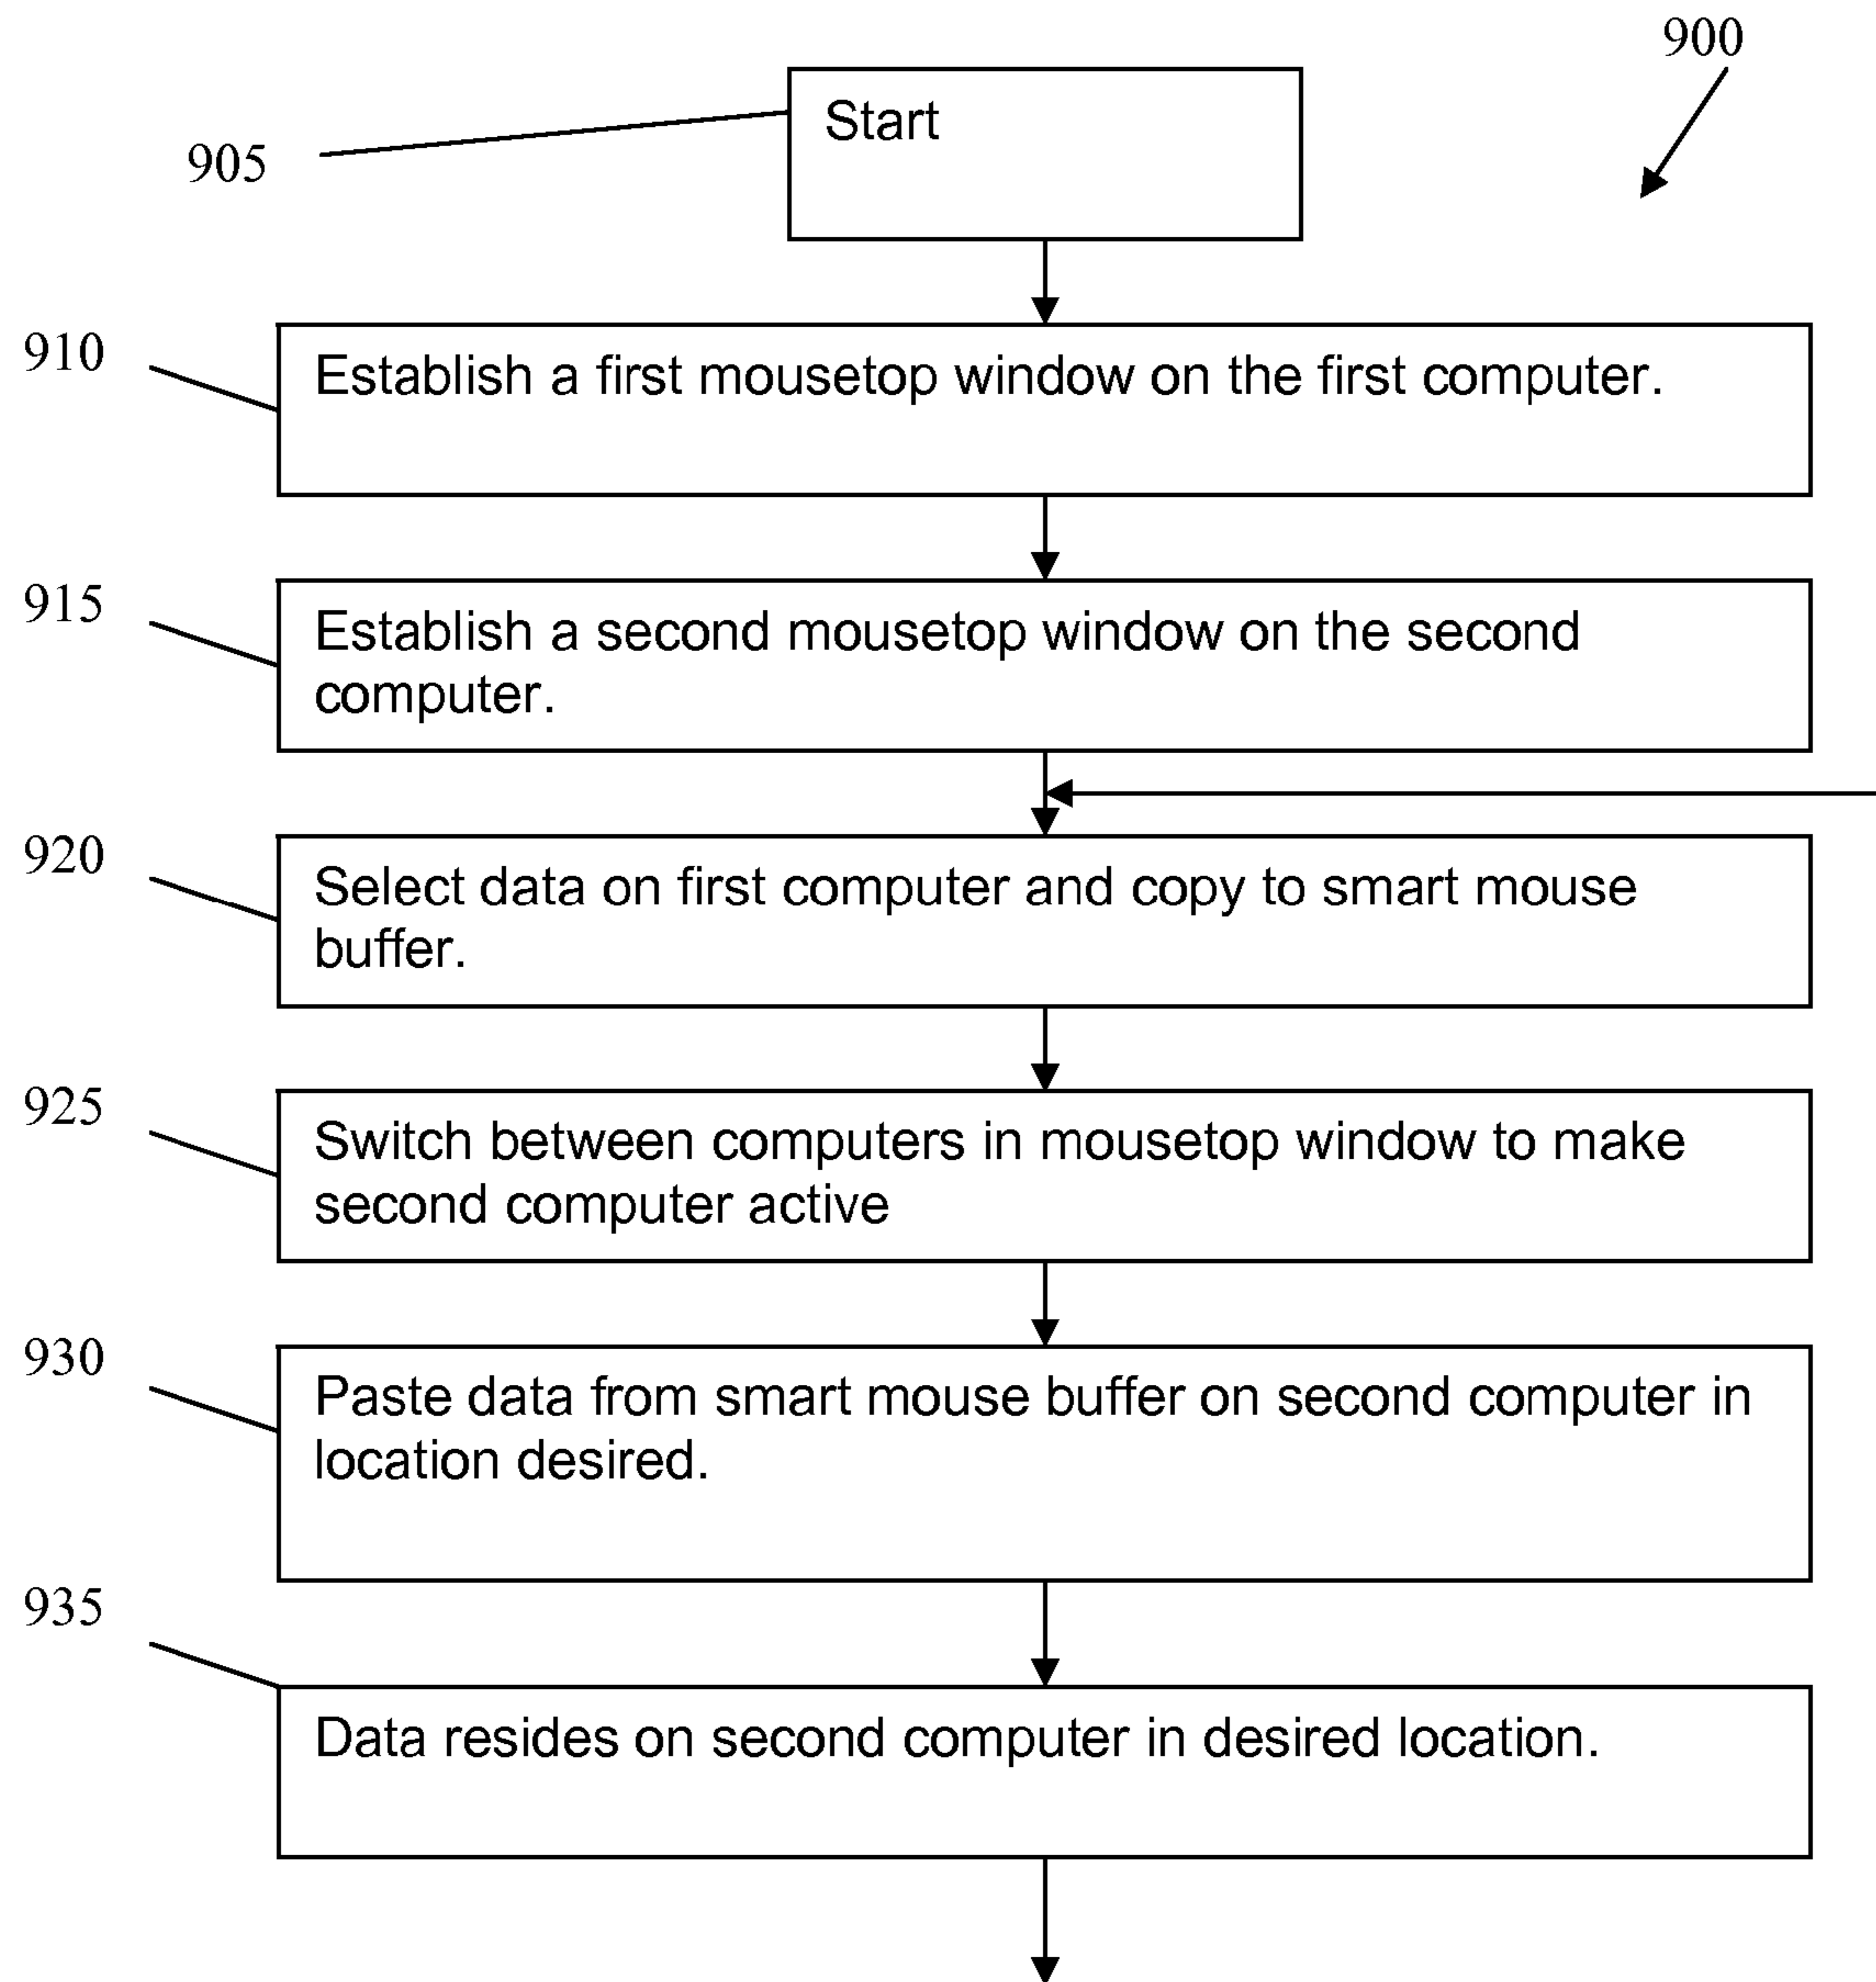 900
905
Start
910
Establish a first mousetop window on the first computer.
915
Establish a second mousetop window on the second
computer.
920
Select data on first computer and copy to smart mouse
buffer.
925
Switch between computers in mousetop window to make
second computer active
930
Paste data from smart mouse buffer on second computer in
location desired.
935
Data resides on second computer in desired location.